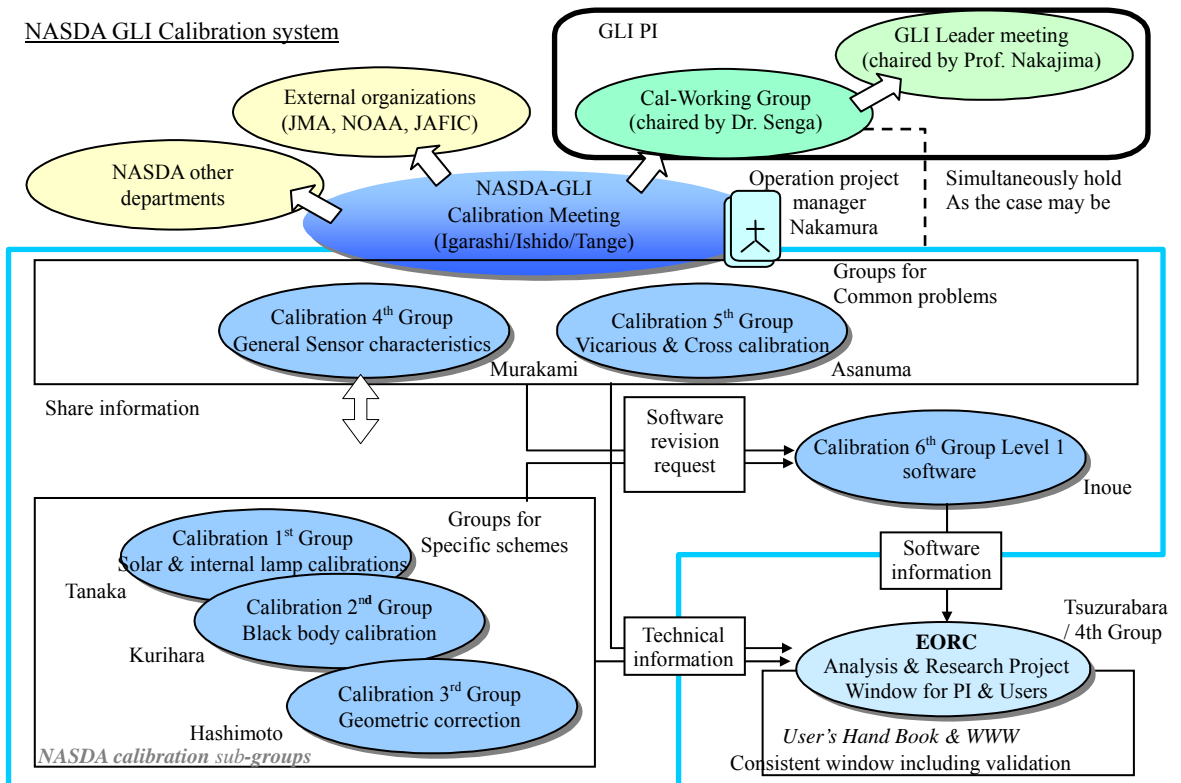 NASDA GLI Calibration system
GLI PI
GLI Leader meeting
(chaired by Prof. Nakajima)
External organizations
(JMA, NOAA, JAFIC)
Cal-Working Group
(chaired by Dr. Senga)
NASDA other
departments
NASDA-GLI
Calibration Meeting
(Igarashi/Ishido/Tange)
Operation project
manager
Nakamura
Simultaneously hold
As the case may be
Groups for
Common problems
Calibration 4th Group
General Sensor characteristics
Murakami
Calibration 5th Group
Vicarious & Cross calibration
Asanuma
Share information
Software
revision
request
Calibration 6th Group Level 1
software
Inoue
Groups for
Specific schemes
Calibration 1st Group
Solar & internal lamp calibrations
Tanaka
Calibration 2nd Group
Black body calibration
Kurihara
Calibration 3rd Group
Geometric correction
Hashimoto
NASDA calibration sub-groups
Software
information
Technical
information
Tsuzurabara
/ 4th Group
EORC
Analysis & Research Project
Window for PI & Users
User's Hand Book & WWW
Consistent window including validation